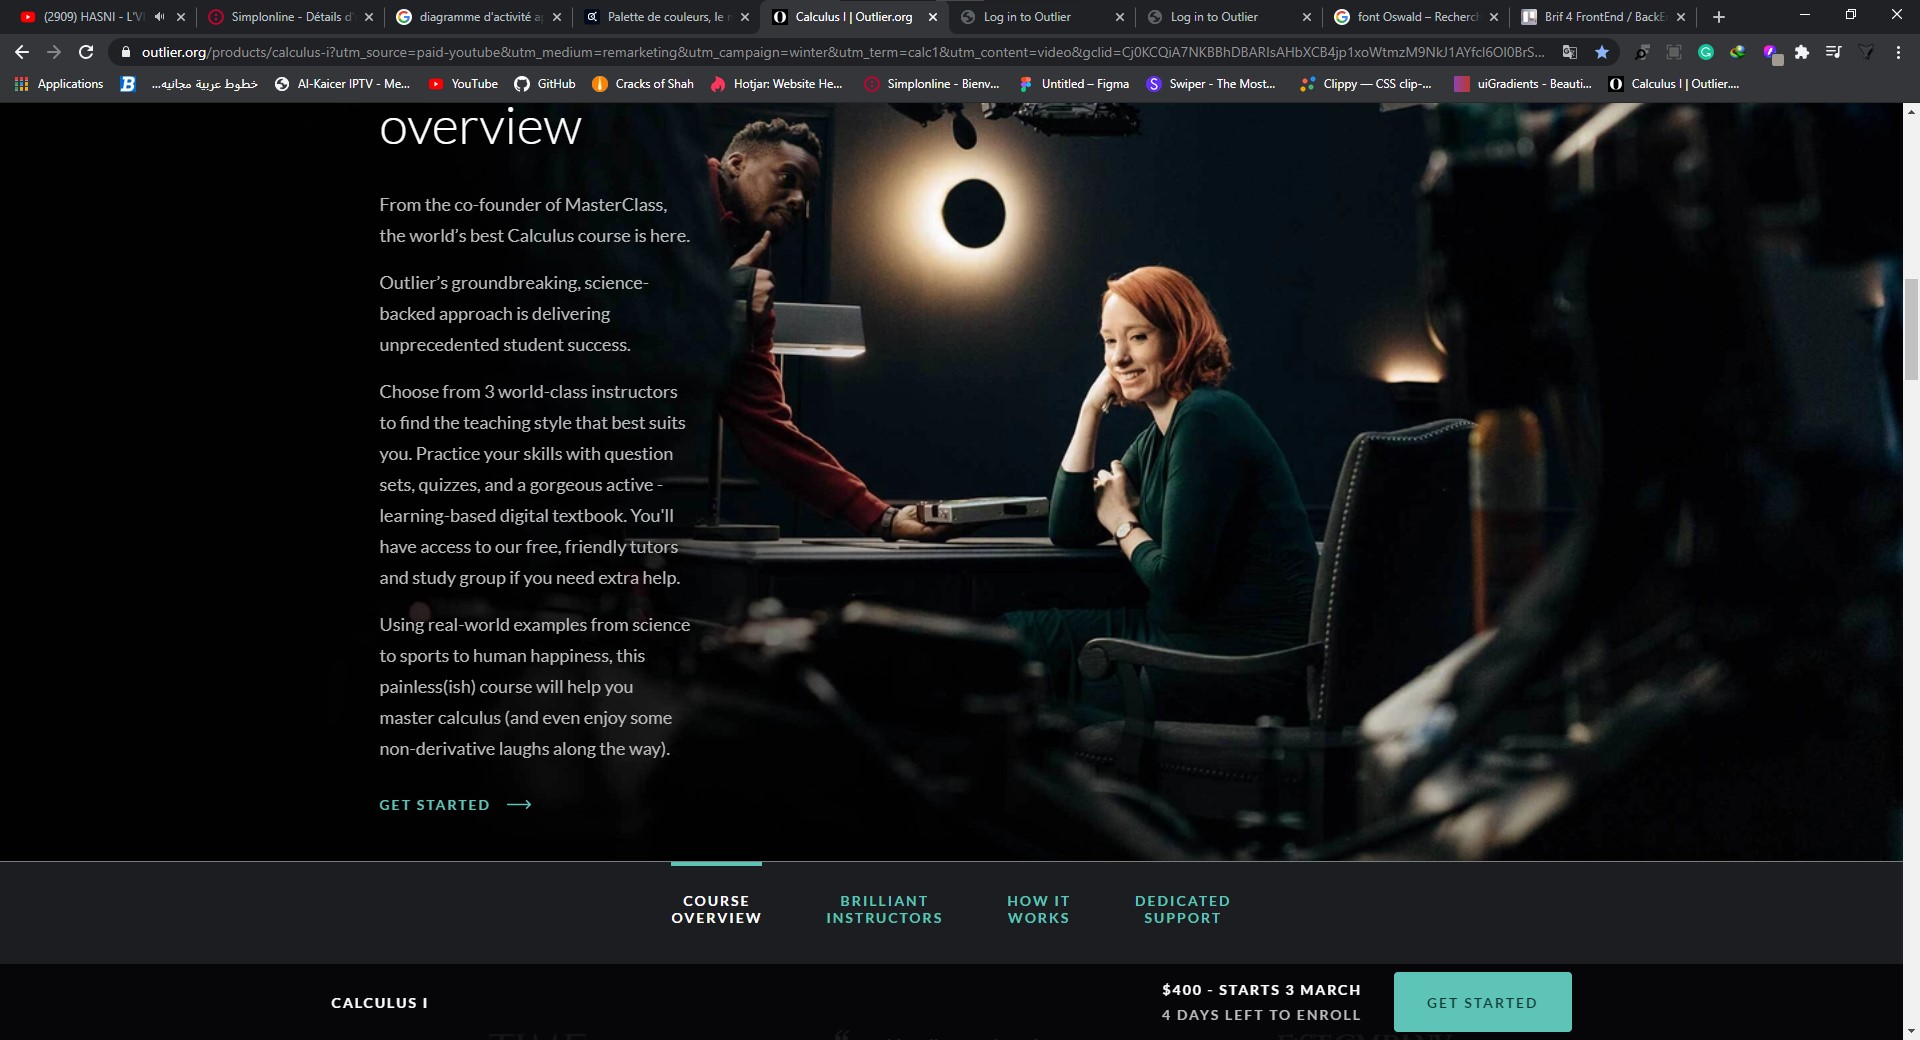 (2909) HASNI - L'V
Simplonline - Détails d'
diagramme d'activité a
Palette de couleurs, le
Calculus I | Outlier.org
Log in to Outlier
Log in to Outlier
font Oswald – Recherc
Brif 4 FrontEnd / BackE
outlier.org/products/calculus-i?utm_source=paid-youtube&utm_medium=remarketing&utm_campaign=winter&utm_term=calc1&utm_content=video&gclid=
Applications
خطوط عربية مجانيه...
Al-Kaicer IPTV - Me...
YouTube
GitHub
Cracks of Shah
Hotjar: Website He...
Simplonline - Bienv...
Untitled – Figma
Swiper - The Most...
Clippy — CSS clip-...
uiGradients - Beauti...
Calculus I | Outlier....
overview
From the co-founder of MasterClass,
the world’s best Calculus course is here.
Outlier’s groundbreaking, science-
backed approach is delivering
unprecedented student success.
Choose from 3 world-class instructors
to find the teaching style that best suits
you. Practice your skills with question
sets, quizzes, and a gorgeous active -
learning-based digital textbook. You'll
have access to our free, friendly tutors
and study group if you need extra help.
Using real-world examples from science
to sports to human happiness, this
painless(ish) course will help you
master calculus (and even enjoy some
non-derivative laughs along the way).
GET STARTED
COURSE
OVERVIEW
BRILLIANT
INSTRUCTORS
HOW IT
WORKS
DEDICATED
SUPPORT
CALCULUS I
$400 - STARTS 3 MARCH
4 DAYS LEFT TO ENROLL
GET STARTED